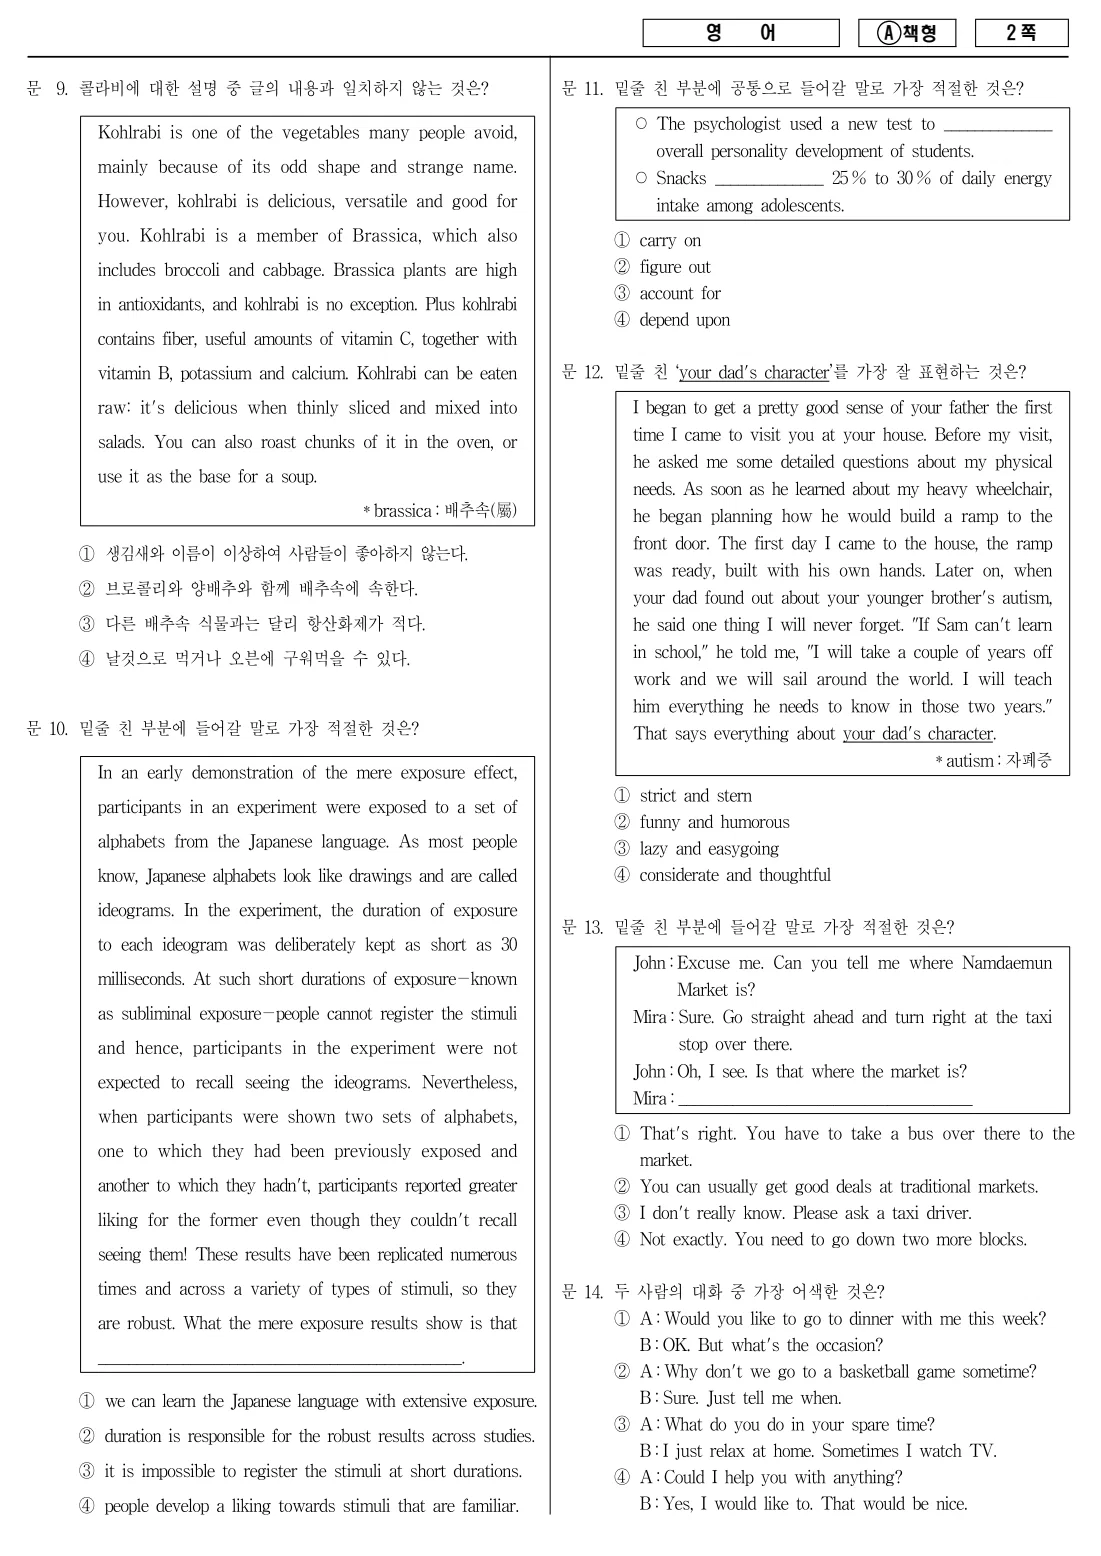 영 어
Ⓐ책형
2쪽
문 9. 콜라비에 대한 설명 중 글의 내용과 일치하지 않는 것은?
Kohlrabi is one of the vegetables many people avoid,
mainly because of its odd shape and strange name.
However, kohlrabi is delicious, versatile and good for
you. Kohlrabi is a member of Brassica, which also
includes broccoli and cabbage. Brassica plants are high
in antioxidants, and kohlrabi is no exception. Plus kohlrabi
contains fiber, useful amounts of vitamin C, together with
vitamin B, potassium and calcium. Kohlrabi can be eaten
raw: it's delicious when thinly sliced and mixed into
salads. You can also roast chunks of it in the oven, or
use it as the base for a soup.
* brassica : 배추속(屬)
① 생김새와 이름이 이상하여 사람들이 좋아하지 않는다.
② 브로콜리와 양배추와 함께 배추속에 속한다.
③ 다른 배추속 식물과는 달리 항산화제가 적다.
④ 날것으로 먹거나 오븐에 구워먹을 수 있다.
문 10. 밑줄 친 부분에 들어갈 말로 가장 적절한 것은?
In an early demonstration of the mere exposure effect,
participants in an experiment were exposed to a set of
alphabets from the Japanese language. As most people
know, Japanese alphabets look like drawings and are called
ideograms. In the experiment, the duration of exposure
to each ideogram was deliberately kept as short as 30
milliseconds. At such short durations of exposure－known
as subliminal exposure－people cannot register the stimuli
and hence, participants in the experiment were not
expected to recall seeing the ideograms. Nevertheless,
when participants were shown two sets of alphabets,
one to which they had been previously exposed and
another to which they hadn't, participants reported greater
liking for the former even though they couldn't recall
seeing them! These results have been replicated numerous
times and across a variety of types of stimuli, so they
are robust. What the mere exposure results show is that
________________________________________.
① we can learn the Japanese language with extensive exposure.
② duration is responsible for the robust results across studies.
③ it is impossible to register the stimuli at short durations.
④ people develop a liking towards stimuli that are familiar.
문 11. 밑줄 친 부분에 공통으로 들어갈 말로 가장 적절한 것은?
○ The psychologist used a new test to ____________
overall personality development of students.
○ Snacks ____________ 25% to 30% of daily energy
intake among adolescents.
① carry on
② figure out
③ account for
④ depend upon
문 12. 밑줄 친 ‘your dad's character’를 가장 잘 표현하는 것은?
I began to get a pretty good sense of your father the first
time I came to visit you at your house. Before my visit,
he asked me some detailed questions about my physical
needs. As soon as he learned about my heavy wheelchair,
he began planning how he would build a ramp to the
front door. The first day I came to the house, the ramp
was ready, built with his own hands. Later on, when
your dad found out about your younger brother's autism,
he said one thing I will never forget. "If Sam can't learn
in school," he told me, "I will take a couple of years off
work and we will sail around the world. I will teach
him everything he needs to know in those two years."
That says everything about your dad's character.
* autism : 자폐증
① strict and stern
② funny and humorous
③ lazy and easygoing
④ considerate and thoughtful
문 13. 밑줄 친 부분에 들어갈 말로 가장 적절한 것은?
John : Excuse me. Can you tell me where Namdaemun
Market is?
Mira : Sure. Go straight ahead and turn right at the taxi
stop over there.
John : Oh, I see. Is that where the market is?
Mira : ________________________________
① That's right. You have to take a bus over there to the
market.
② You can usually get good deals at traditional markets.
③ I don't really know. Please ask a taxi driver.
④ Not exactly. You need to go down two more blocks.
문 14. 두 사람의 대화 중 가장 어색한 것은?
① A : Would you like to go to dinner with me this week?
B : OK. But what's the occasion?
② A : Why don't we go to a basketball game sometime?
B : Sure. Just tell me when.
③ A : What do you do in your spare time?
B : I just relax at home. Sometimes I watch TV.
④ A : Could I help you with anything?
B : Yes, I would like to. That would be nice.